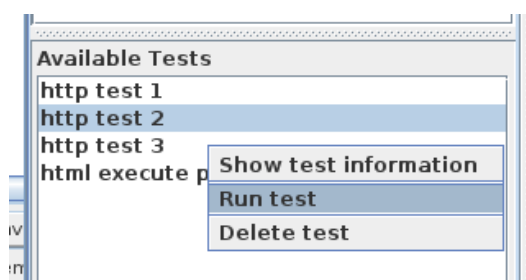 Available Tests
http test 1
http test 2
http test 3
html execute p
Show test information
Run test
Delete test